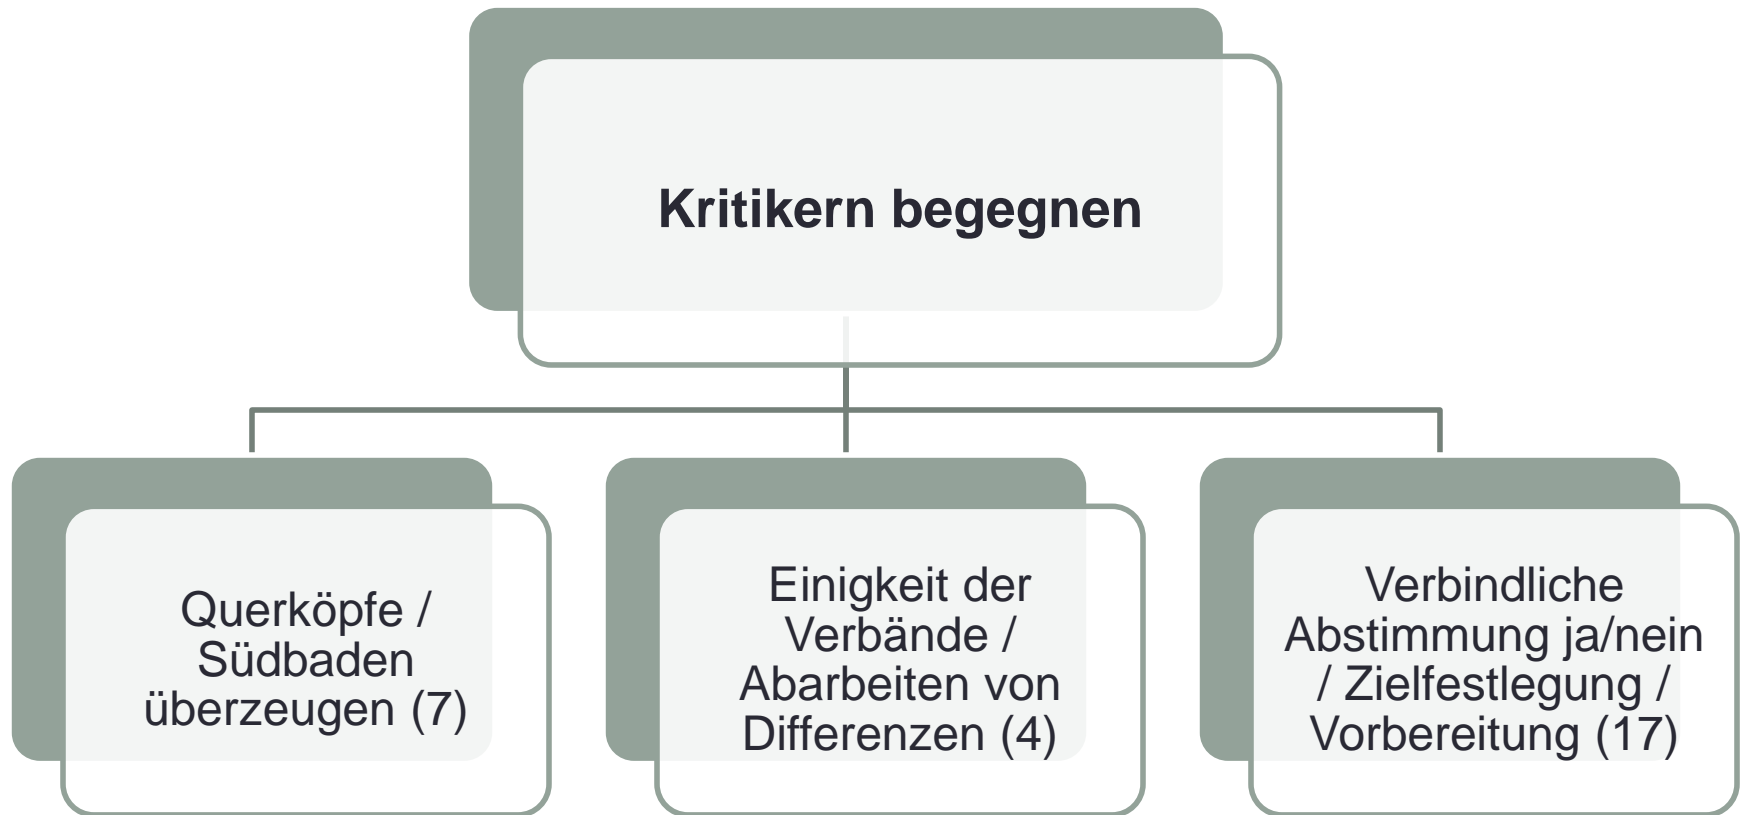 Kritikern begegnen
Querköpfe /
Südbaden
überzeugen (7)
Einigkeit der
Verbände /
Abarbeiten von
Differenzen (4)
Verbindliche
Abstimmung ja/nein
/ Zielfestlegung /
Vorbereitung (17)